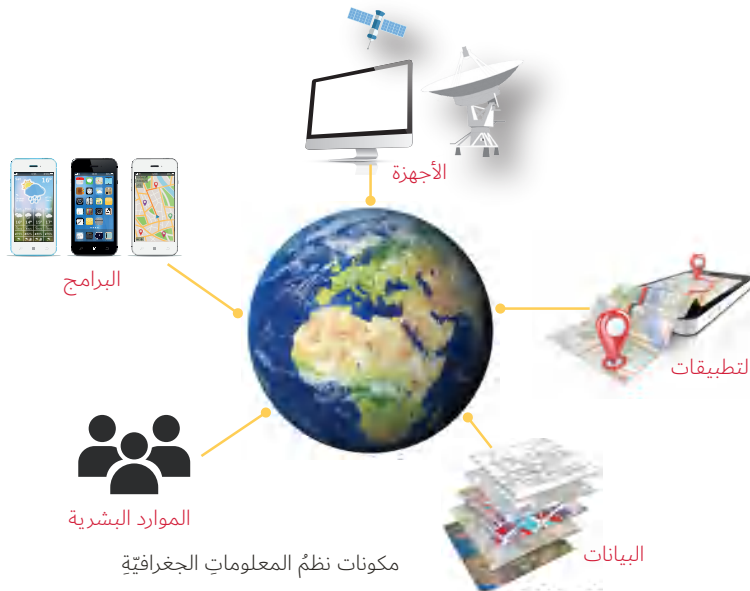 الأجهزة
البرامج
لتطبيقات
الموارد البشرية
البيانات
مكونات نظمُ المعلوماتِ الجغرافيّةِ